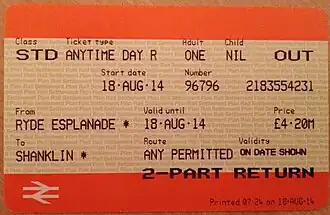 Class Ticket type Adult Child
STD ANYTIME DAY R ONE NIL OUT
Start date Number
18·AUG·14 96796 2183554231
From Valid until Price
RYDE ESPLANADE * 18·AUG·14 £4·20M
To Route Validity
SHANKLIN * ANY PERMITTED ON DATE SHOWN
2-PART RETURN
Printed 07·24 on 18·AUG·14